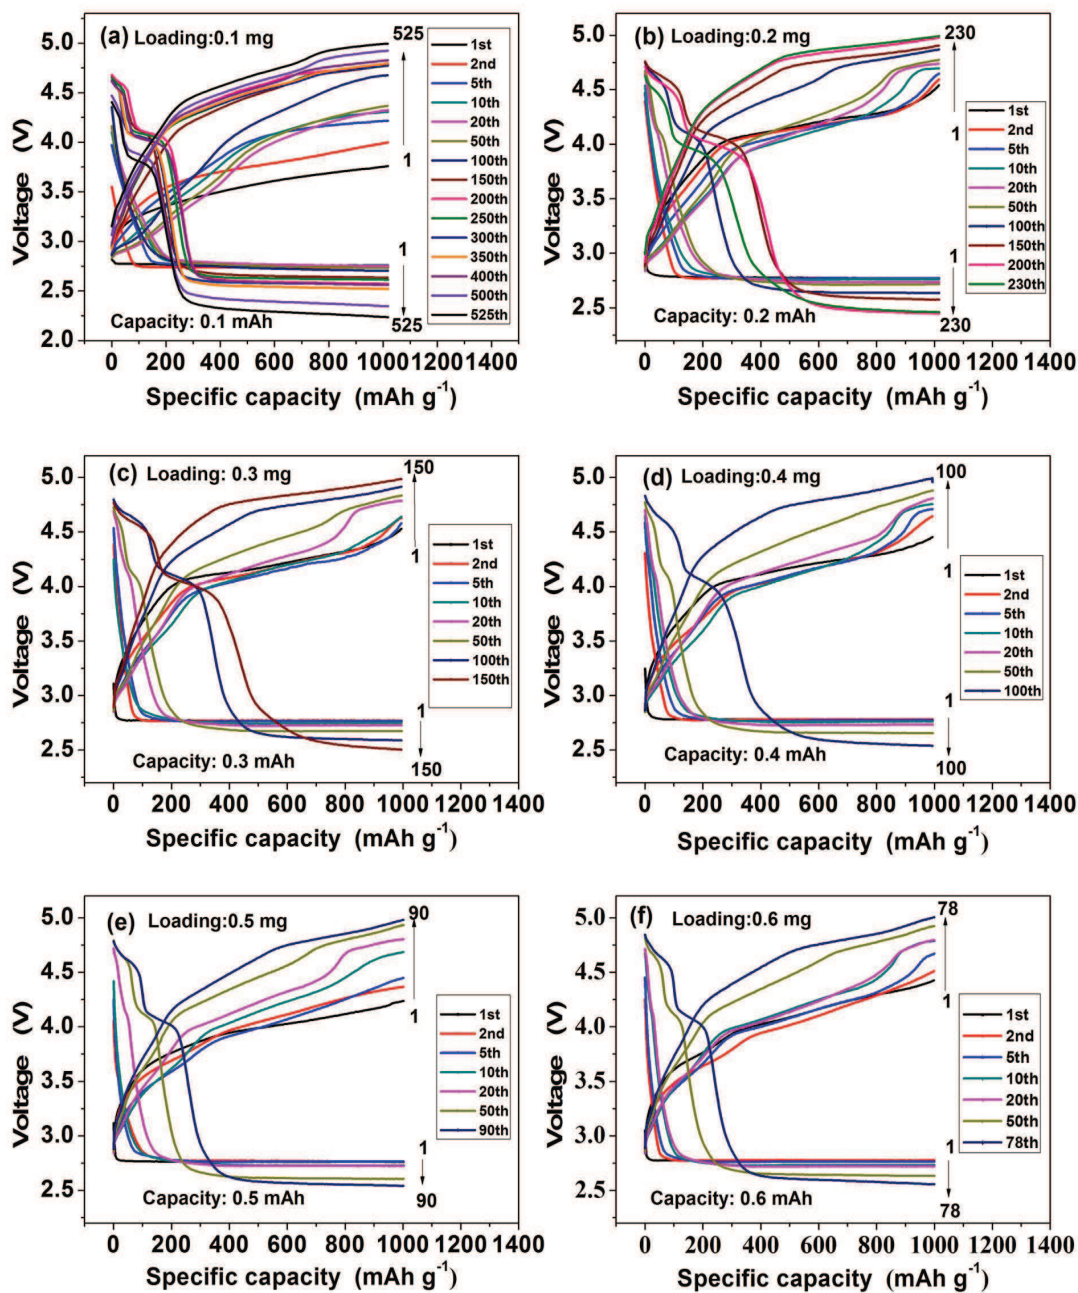 (a) Loading:0.1 mg
525
1
1
525
Capacity: 0.1 mAh
1st
2nd
5th
10th
20th
50th
100th
150th
200th
250th
300th
350th
400th
500th
525th
5.0
4.5
4.0
3.5
3.0
2.5
2.0
Voltage (V)
0 200 400 600 800 1000 1400
Specific capacity (mAh g-1)
(b) Loading:0.2 mg
230
1
1
230
Capacity: 0.2 mAh
1st
2nd
5th
10th
20th
50th
100th
150th
200th
230th
5.0
4.5
4.0
3.5
3.0
2.5
Voltage (V)
0 200 400 600 800 1000 1400
Specific capacity (mAh g-1)
(c) Loading: 0.3 mg
150
1
1
150
Capacity: 0.3 mAh
1st
2nd
5th
10th
20th
50th
100th
150th
5.0
4.5
4.0
3.5
3.0
2.5
Voltage (V)
0 200 400 600 800 1000 1400
Specific capacity (mAh g-1)
(d) Loading:0.4 mg
100
1
1
100
Capacity: 0.4 mAh
1st
2nd
5th
10th
20th
50th
100th
5.0
4.5
4.0
3.5
3.0
2.5
Voltage (V)
0 200 400 600 800 1000 1400
Specific capacity (mAh g-1)
(e) Loading:0.5 mg
90
1
1
90
Capacity: 0.5 mAh
1st
2nd
5th
10th
20th
50th
90th
5.0
4.5
4.0
3.5
3.0
2.5
Voltage (V)
0 200 400 600 800 1000 1400
Specific capacity (mAh g-1)
(f) Loading:0.6 mg
78
1
1
78
Capacity: 0.6 mAh
1st
2nd
5th
10th
20th
50th
78th
5.0
4.5
4.0
3.5
3.0
2.5
Voltage (V)
0 200 400 600 800 1000 1400
Specific capacity (mAh g-1)